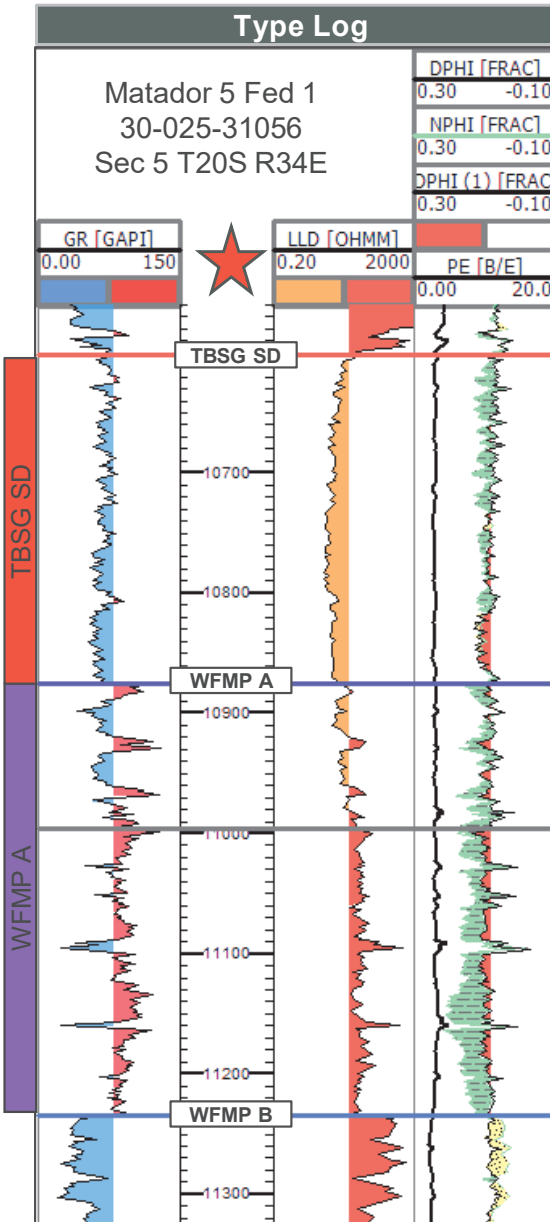 Type Log
Matador 5 Fed 1
30-025-31056
Sec 5 T20S R34E
DPHI [FRAC]
0.30 -0.10
NPHI [FRAC]
0.30 -0.10
DPHI (1) [FRAC
0.30 -0.10
GR [GAPI]
0.00 150
LLD [OHMM]
0.20 2000
PE [B/E]
0.00 20.0
TBSG SD
TBSG SD
10700
10800
WFMP A
10900
WFMP A
11000
11100
11200
WFMP B
11300